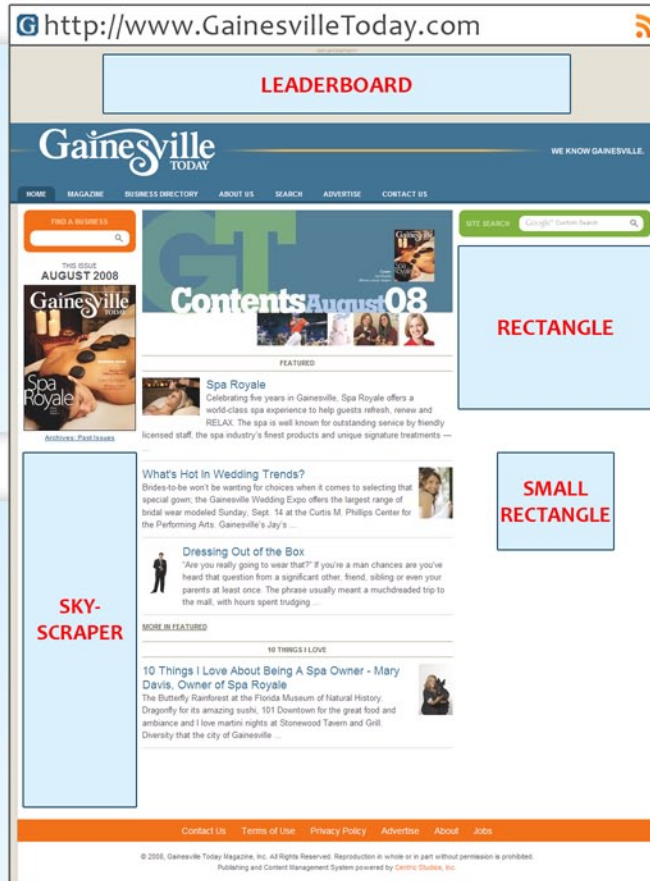 G http://www.GainesvilleToday.com
LEADERBOARD
Gainesville
TODAY
WE KNOW GAINESVILLE.
HOME MAGAZINE BUSINESS DIRECTORY ABOUT US SEARCH ADVERTISE CONTACT US
FIND A BUSINESS
THIS ISSUE
AUGUST 2008
Gainesville
TODAY
Spa
Royale
Archives: Past Issues
SKY-
SCRAPER
GT
Gainesville
Contents August 08
FEATURED
Spa Royale
Celebrating five years in Gainesville, Spa Royale offers a
world-class spa experience to help guests refresh, renew and
RELAX. The spa is well known for outstanding service by friendly
licensed staff, the spa industry's finest products and unique signature treatments —
...
What's Hot In Wedding Trends?
Brides-to-be won't be wanting for choices when it comes to selecting that
special gown; the Gainesville Wedding Expo offers the largest range of
bridal wear modeled Sunday, Sept. 14 at the Curtis M. Phillips Center for
the Performing Arts. Gainesville's Jay's ...
Dressing Out of the Box
"Are you really going to wear that?" If you're a man chances are you've
heard that question from a significant other, friend, sibling or even your
parents at least once. The phrase usually meant a muchdreaded trip to
the mall, with hours spent trudging ...
MORE IN FEATURED
10 THINGS I LOVE
10 Things I Love About Being A Spa Owner - Mary
Davis, Owner of Spa Royale
The Butterfly Rainforest at the Florida Museum of Natural History.
Dragonfly for its amazing sushi, 101 Downtown for the great food and
ambiance and I love martini nights at Stonewood Tavern and Grill.
Diversity that the city of Gainesville ...
SITE SEARCH Google Custom Search
RECTANGLE
SMALL
RECTANGLE
Contact Us Terms of Use Privacy Policy Advertise About Jobs
© 2008, Gainesville Today Magazine, Inc. All Rights Reserved. Reproduction in whole or in part without permission is prohibited.
Publishing and Content Management System powered by Centric Studios, Inc.